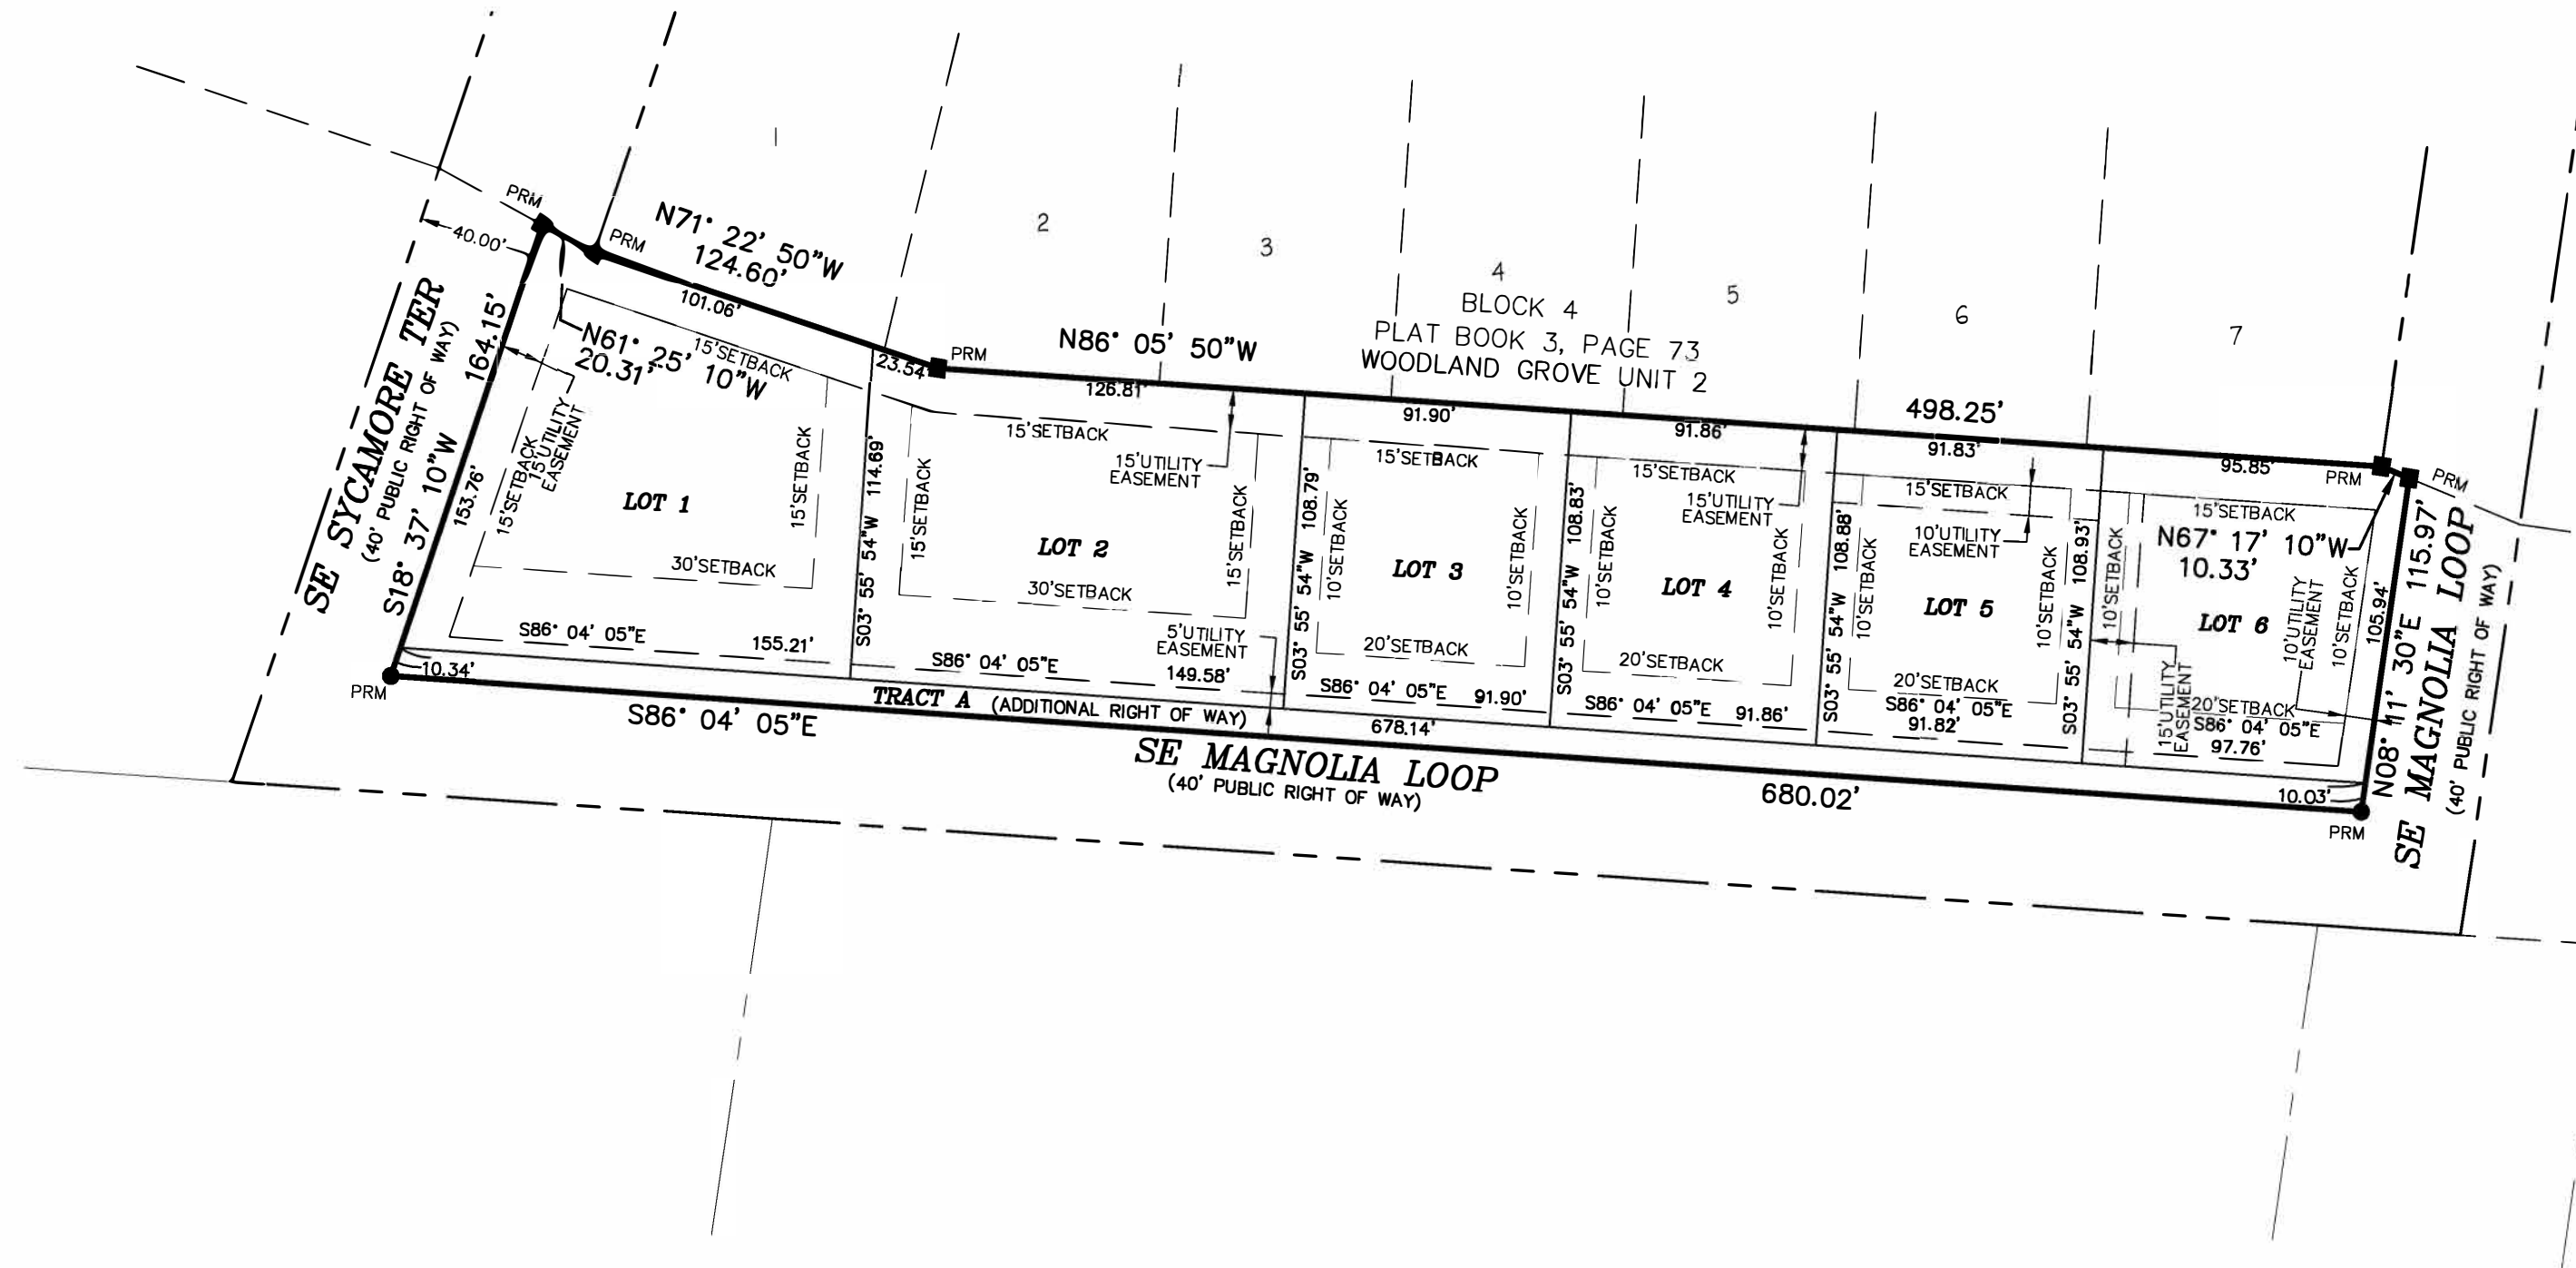 1
PRM
PRM
N71° 22' 50"W
124.60'
40.00'
101.06'
2
3
4
BLOCK 4
PLAT BOOK 3, PAGE 73
WOODLAND GROVE UNIT 2
5
6
7
SE SYCAMORE TER
(40' PUBLIC RIGHT OF WAY)
164.15'
S18° 37' 10"W
153.76'
N61° 25' 10"W
20.31'
15'SETBACK
15'SETBACK
15'UTILITY
EASEMENT
15'SETBACK
LOT 1
30'SETBACK
S86° 04' 05"E
155.21'
10.34'
PRM
23.54'
PRM
N86° 05' 50"W
498.25'
126.81'
S03° 55' 54"W 114.69'
15'SETBACK
15'SETBACK
15'UTILITY
EASEMENT
15'SETBACK
LOT 2
30'SETBACK
5'UTILITY
EASEMENT
S86° 04' 05"E
149.58'
91.90'
S03° 55' 54"W 108.79'
15'SETBACK
10'SETBACK
10'SETBACK
LOT 3
20'SETBACK
S86° 04' 05"E 91.90'
91.86'
S03° 55' 54"W 108.83'
15'SETBACK
15'UTILITY
EASEMENT
10'SETBACK
10'SETBACK
LOT 4
20'SETBACK
S86° 04' 05"E 91.86'
91.83'
S03° 55' 54"W 108.88'
15'SETBACK
10'UTILITY
EASEMENT
10'SETBACK
10'SETBACK
LOT 5
20'SETBACK
S86° 04' 05"E
91.82'
95.85'
PRM
PRM
S03° 55' 54"W 108.93'
10'SETBACK
15'SETBACK
N67° 17' 10"W
10.33'
LOT 6
10'UTILITY
EASEMENT
10'SETBACK
15'UTILITY
EASEMENT
20'SETBACK
S86° 04' 05"E
97.76'
105.94'
N08° 11' 30"E 115.97'
SE MAGNOLIA LOOP
(40' PUBLIC RIGHT OF WAY)
10.03'
PRM
TRACT A (ADDITIONAL RIGHT OF WAY)
678.14'
S86° 04' 05"E
680.02'
SE MAGNOLIA LOOP
(40' PUBLIC RIGHT OF WAY)